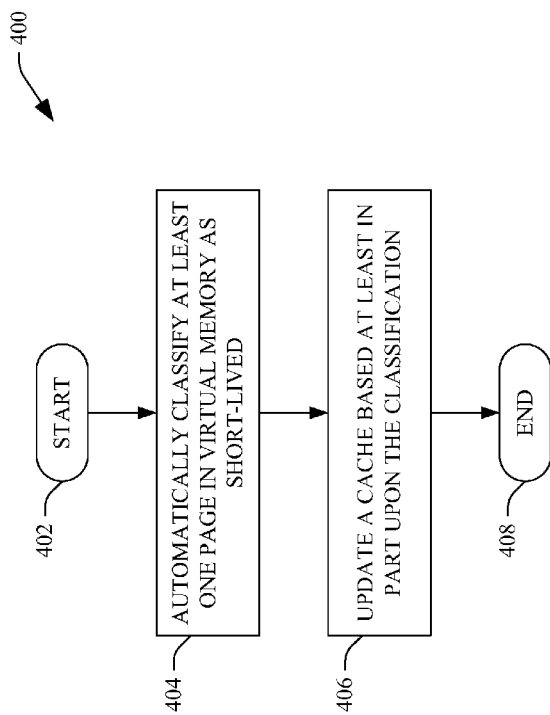 400
402
START
404
AUTOMATICALLY CLASSIFY AT LEAST
ONE PAGE IN VIRTUAL MEMORY AS
SHORT-LIVED
406
UPDATE A CACHE BASED AT LEAST IN
PART UPON THE CLASSIFICATION
408
END